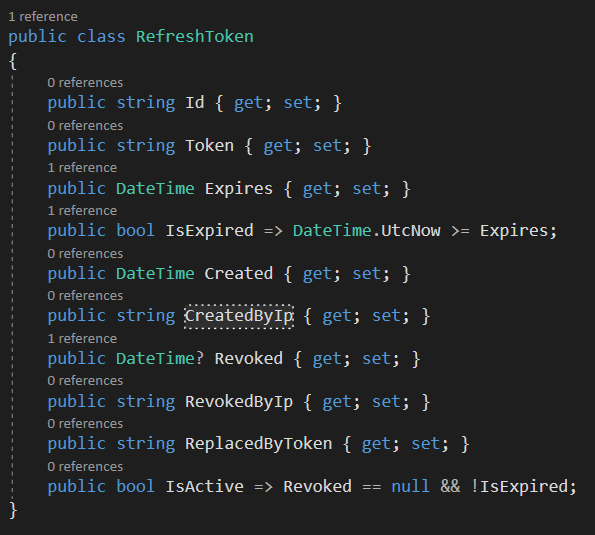 1 reference
public class RefreshToken
{
0 references
public string Id { get; set; }
0 references
public string Token { get; set; }
1 reference
public DateTime Expires { get; set; }
1 reference
public bool IsExpired => DateTime.UtcNow >= Expires;
0 references
public DateTime Created { get; set; }
0 references
public string CreatedByIp { get; set; }
1 reference
public DateTime? Revoked { get; set; }
0 references
public string RevokedByIp { get; set; }
0 references
public string ReplacedByToken { get; set; }
0 references
public bool IsActive => Revoked == null && !IsExpired;
}